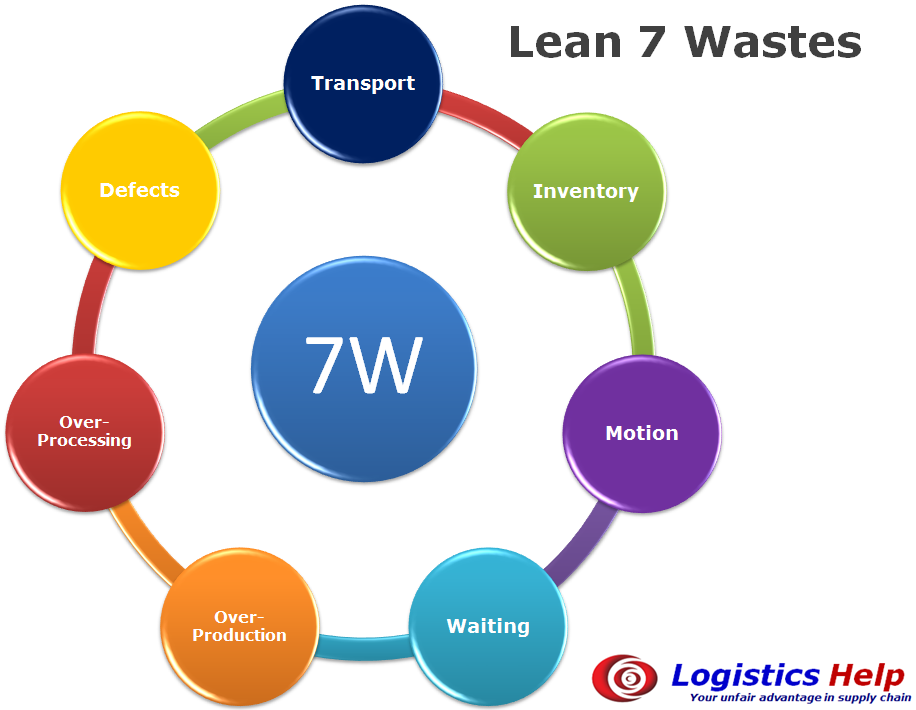 Lean 7 Wastes
Transport
Inventory
Motion
Waiting
Over-
Production
Over-
Processing
Defects
7W
Logistics Help
Your unfair advantage in supply chain